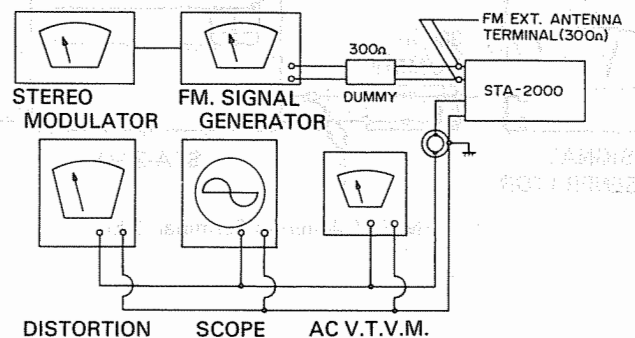 FM EXT. ANTENNA
TERMINAL (300Ω)
300Ω
DUMMY
STA-2000
STEREO
MODULATOR
FM. SIGNAL
GENERATOR
DISTORTION
SCOPE
AC V.T.V.M.